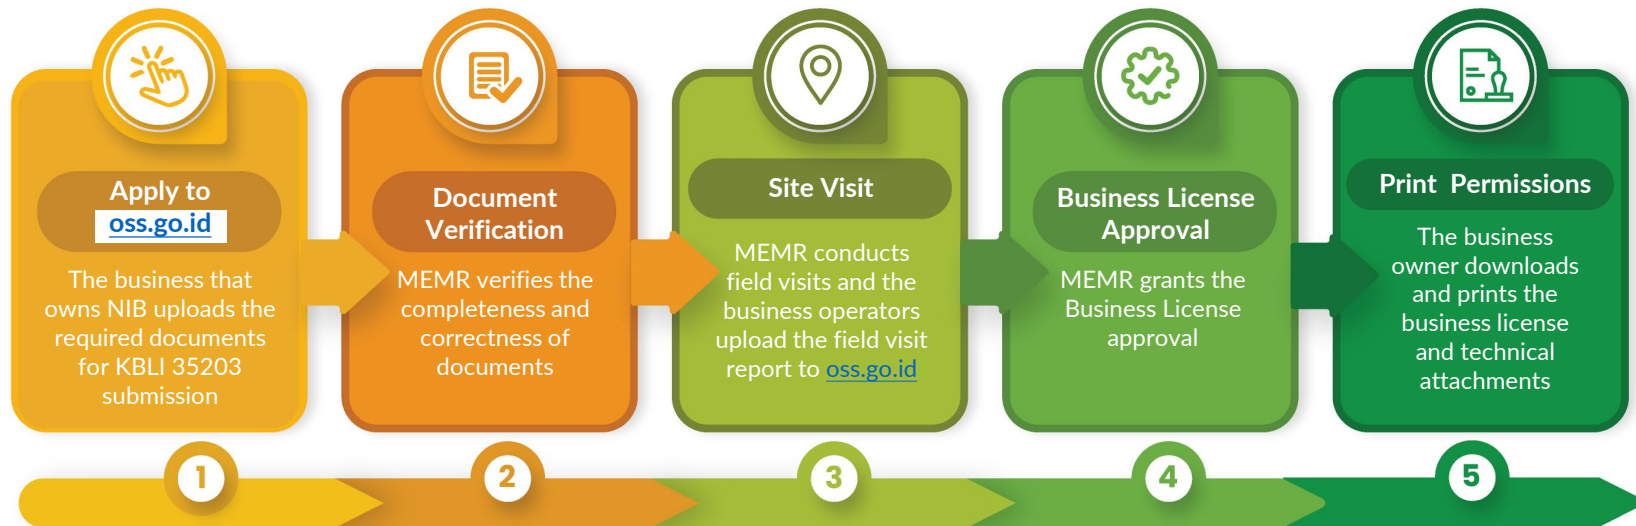 Apply to
oss.go.id
The business that
owns NIB uploads the
required documents
for KBLI 35203
submission
Document
Verification
MEMR verifies the
completeness and
correctness of
documents
Site Visit
MEMR conducts
field visits and the
business operators
upload the field visit
report to oss.go.id
Business License
Approval
MEMR grants the
Business License
approval
Print Permissions
The business
owner downloads
and prints the
business license
and technical
attachments
1
2
3
4
5